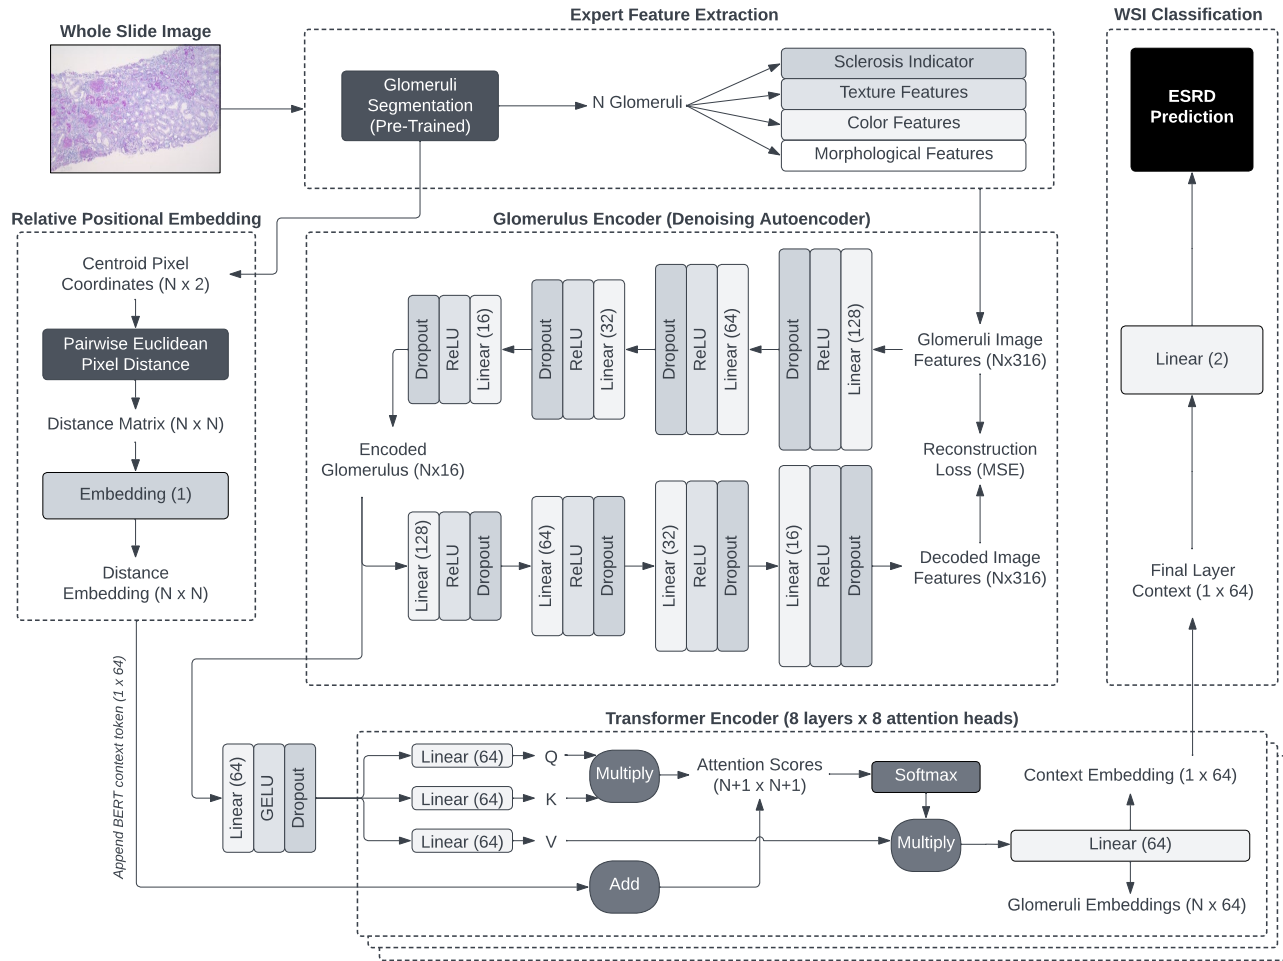 Whole Slide Image
Expert Feature Extraction
Glomeruli
Segmentation
(Pre-Trained)
N Glomeruli
Sclerosis Indicator
Texture Features
Color Features
Morphological Features
WSI Classification
ESRD
Prediction
Linear (2)
Final Layer
Context (1 x 64)
Relative Positional Embedding
Centroid Pixel
Coordinates (N x 2)
Pairwise Euclidean
Pixel Distance
Distance Matrix (N x N)
Embedding (1)
Distance
Embedding (N x N)
Glomerulus Encoder (Denoising Autoencoder)
Dropout
ReLU
Linear (16)
Dropout
ReLU
Linear (32)
Dropout
ReLU
Linear (64)
Dropout
ReLU
Linear (128)
Glomeruli Image
Features (Nx316)
Encoded
Glomerulus (Nx16)
Reconstruction
Loss (MSE)
Linear (128)
ReLU
Dropout
Linear (64)
ReLU
Dropout
Linear (32)
ReLU
Dropout
Linear (16)
ReLU
Dropout
Decoded Image
Features (Nx316)
Append BERT context token (1 x 64)
Linear (64)
GELU
Dropout
Transformer Encoder (8 layers x 8 attention heads)
Linear (64)
Q
Linear (64)
K
Linear (64)
V
Multiply
Attention Scores
(N+1 x N+1)
Softmax
Multiply
Add
Context Embedding (1 x 64)
Linear (64)
Glomeruli Embeddings (N x 64)